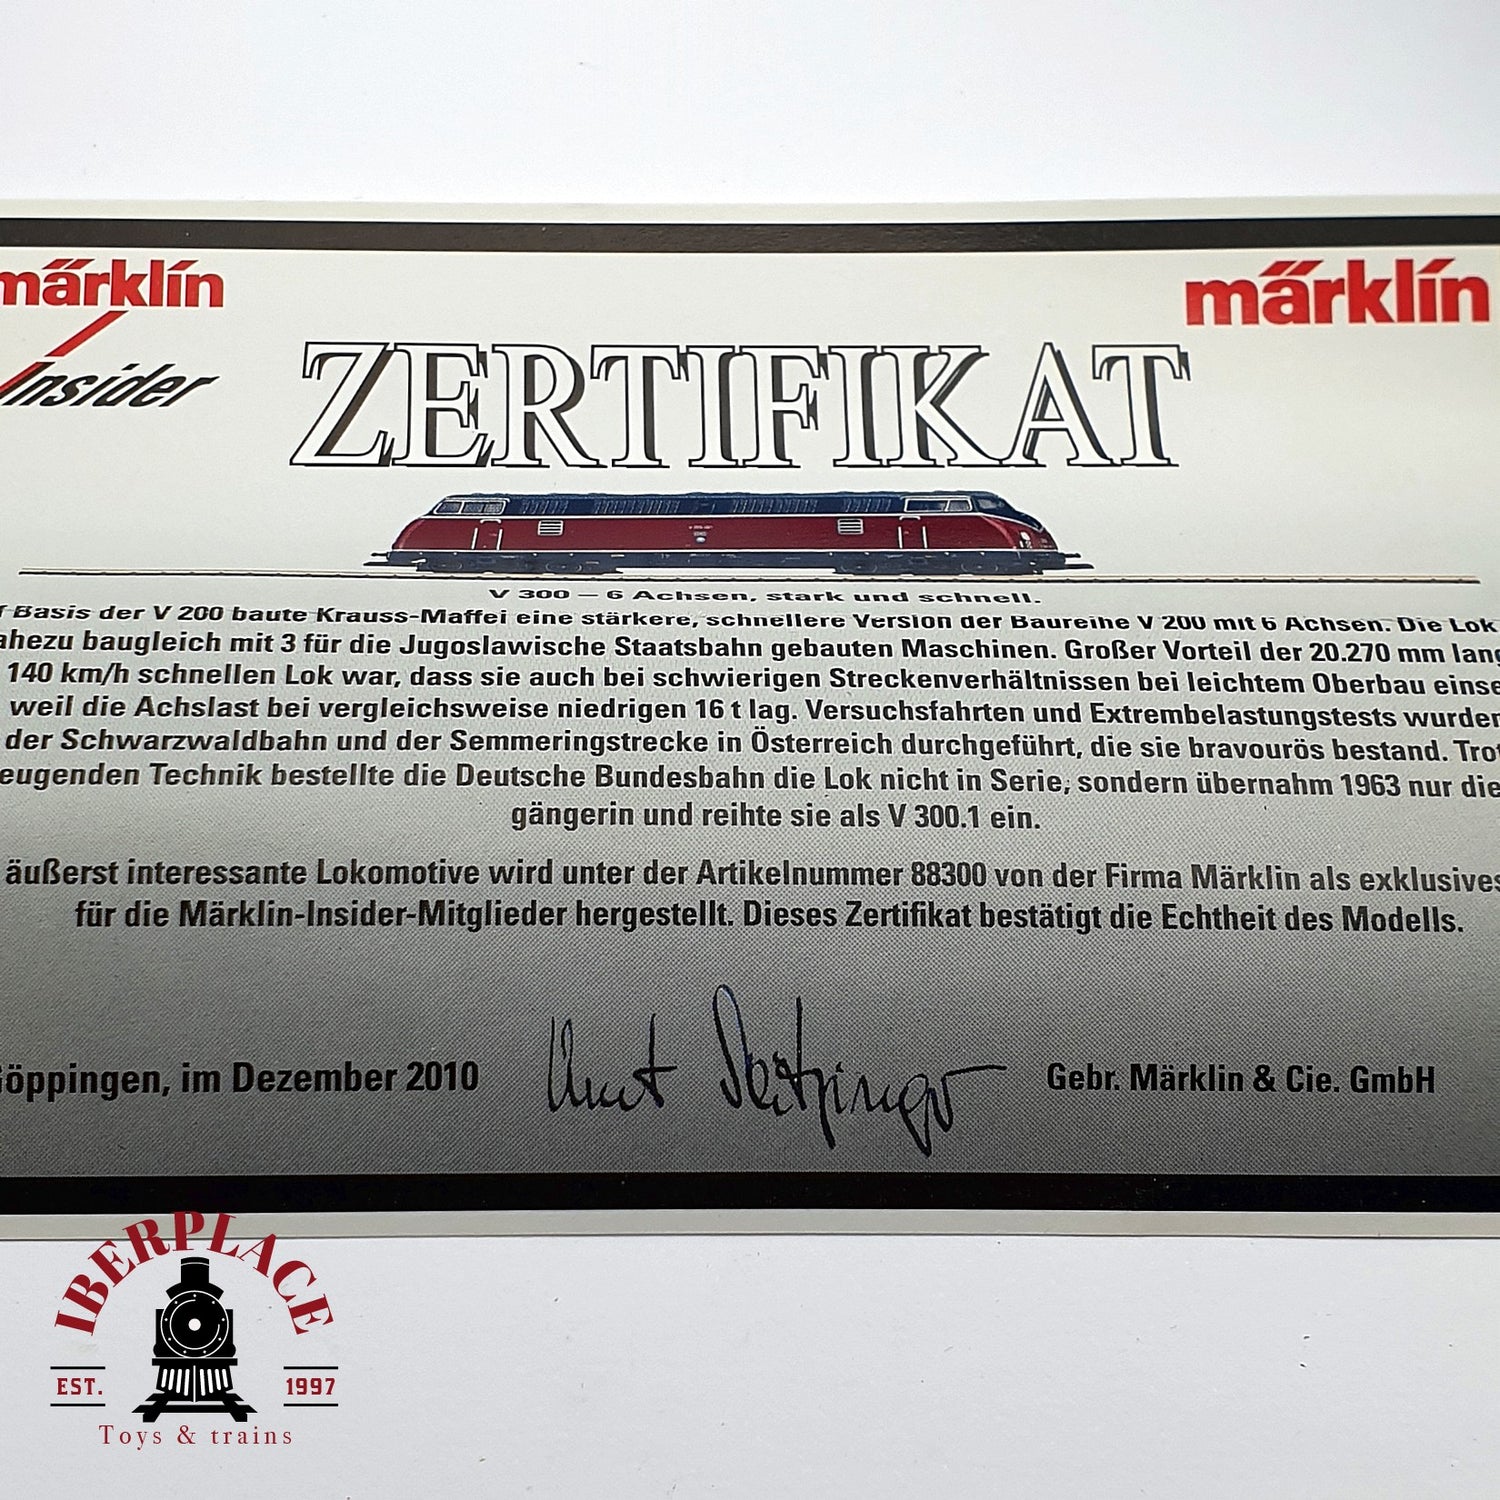 märklín
märklín
Insider
ZERTIFIKAT
V 300 – 6 Achsen, stark und schnell.
Basis der V 200 baute Krauss-Maffei eine stärkere, schnellere Version der Baureihe V 200 mit 6 Achsen. Die Lok
ahezu baugleich mit 3 für die Jugoslawische Staatsbahn gebauten Maschinen. Großer Vorteil der 20.270 mm lang
140 km/h schnellen Lok war, dass sie auch bei schwierigen Streckenverhältnissen bei leichtem Oberbau einse
weil die Achslast bei vergleichsweise niedrigen 16 t lag. Versuchsfahrten und Extrembelastungstests wurden
der Schwarzwaldbahn und der Semmeringstrecke in Österreich durchgeführt, die sie bravourös bestand. Trot
eugenden Technik bestellte die Deutsche Bundesbahn die Lok nicht in Serie, sondern übernahm 1963 nur die
gängerin und reihte sie als V 300.1 ein.
äußerst interessante Lokomotive wird unter der Artikelnummer 88300 von der Firma Märklin als exklusives
für die Märklin-Insider-Mitglieder hergestellt. Dieses Zertifikat bestätigt die Echtheit des Modells.
öppingen, im Dezember 2010
Gebr. Märklin & Cie. GmbH
IBERPLACE
EST. 1997
Toys & trains